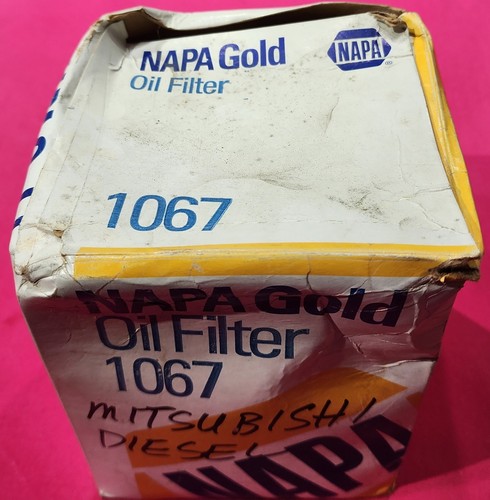 NAPA Gold
NAPA
Oil Filter
1067
NAPA Gold
Oil Filter
1067
MITSUBISHI
DIESEL
NAPA